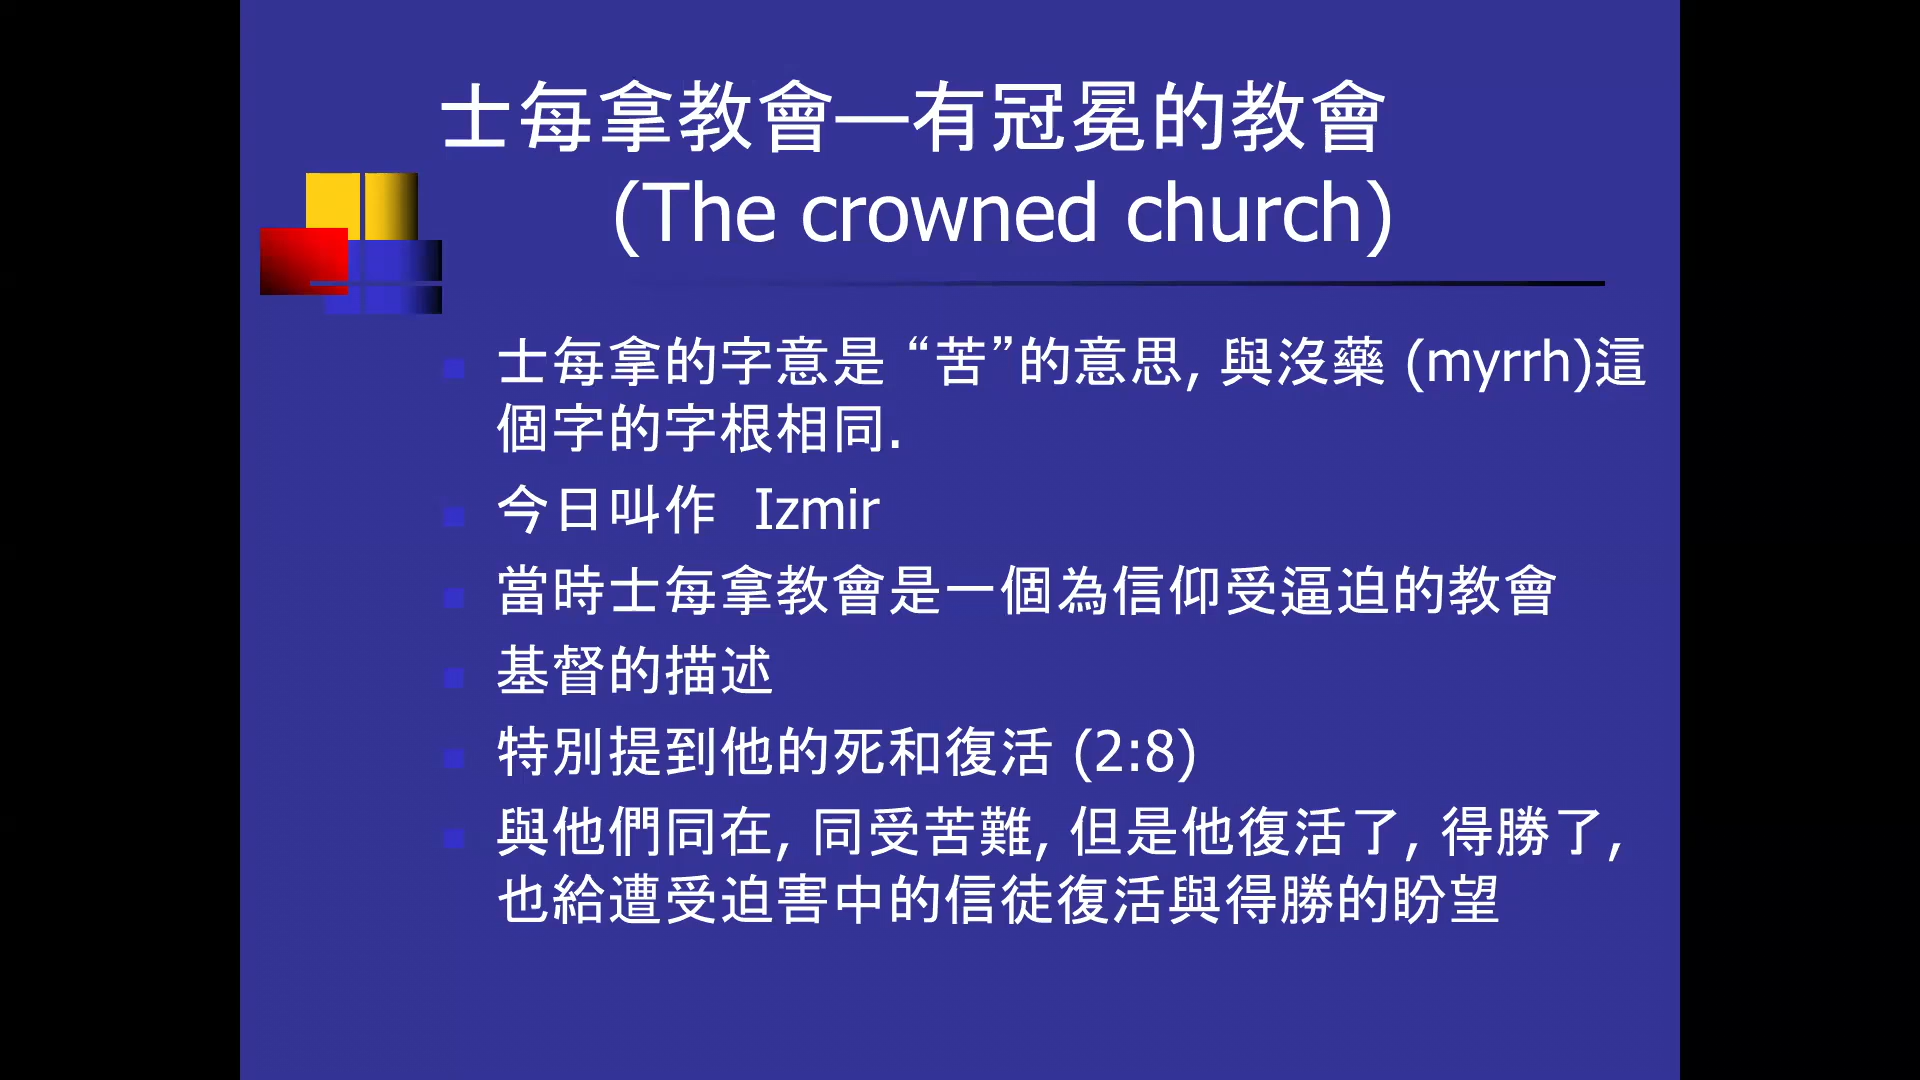 士每拿教會—有冠冕的教會
(The crowned church)
士每拿的字意是 “苦”的意思, 與沒藥 (myrrh)這
個字的字根相同.
今日叫作 Izmir
當時士每拿教會是一個為信仰受逼迫的教會
基督的描述
特別提到他的死和復活 (2:8)
與他們同在, 同受苦難, 但是他復活了, 得勝了,
也給遭受迫害中的信徒復活與得勝的盼望